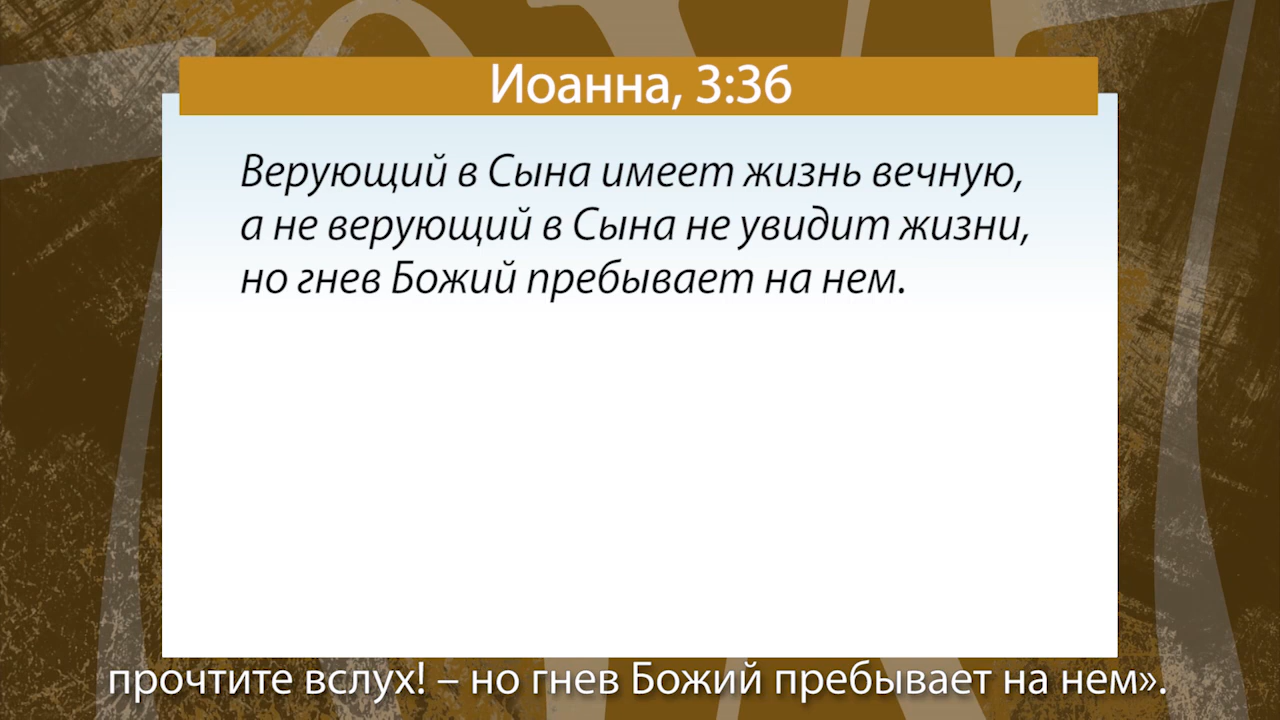 Иоанна, 3:36
Верующий в Сына имеет жизнь вечную,
а не верующий в Сына не увидит жизни,
но гнев Божий пребывает на нем.
прочтите вслух! – но гнев Божий пребывает на нем».